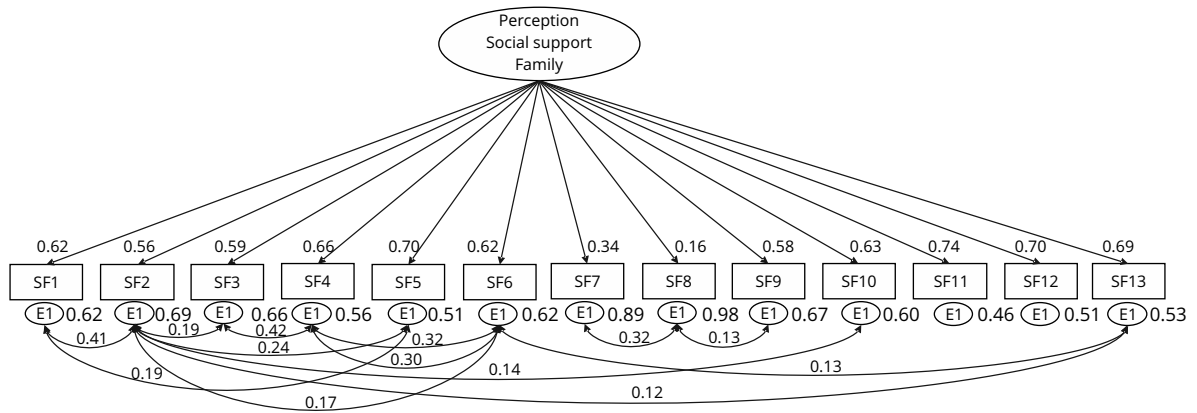 Perception
Social support
Family
0.62 0.56 0.59 0.66 0.70 0.62 0.34 0.16 0.58 0.63 0.74 0.70 0.69
SF1 SF2 SF3 SF4 SF5 SF6 SF7 SF8 SF9 SF10 SF11 SF12 SF13
E1 0.62 E1 0.69 E1 0.66 E1 0.56 E1 0.51 E1 0.62 E1 0.89 E1 0.98 E1 0.67 E1 0.60 E1 0.46 E1 0.51 E1 0.53
0.41 0.19 0.42 0.32 0.32 0.13
0.24
0.30
0.19 0.14 0.13
0.17 0.12